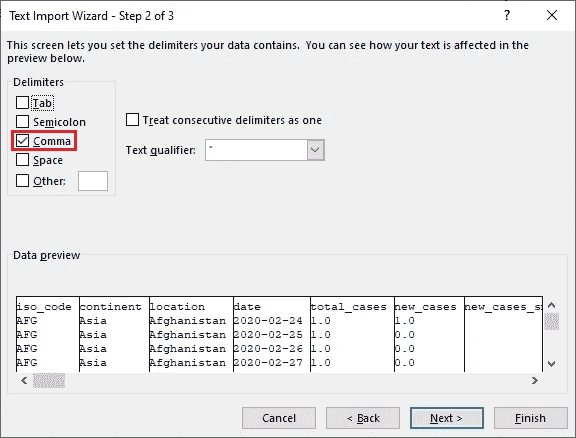 Text Import Wizard - Step 2 of 3
This screen lets you set the delimiters your data contains. You can see how your text is affected in the
preview below.
Delimiters
Tab
Semicolon
Comma
Space
Other:
Treat consecutive delimiters as one
Text qualifier: "
Data preview
iso_code continent location date total_cases new_cases
AFG Asia Afghanistan 2020-02-24 1.0 1.0
AFG Asia Afghanistan 2020-02-25 1.0 0.0
AFG Asia Afghanistan 2020-02-26 1.0 0.0
AFG Asia Afghanistan 2020-02-27 1.0 0.0
Cancel < Back Next > Finish